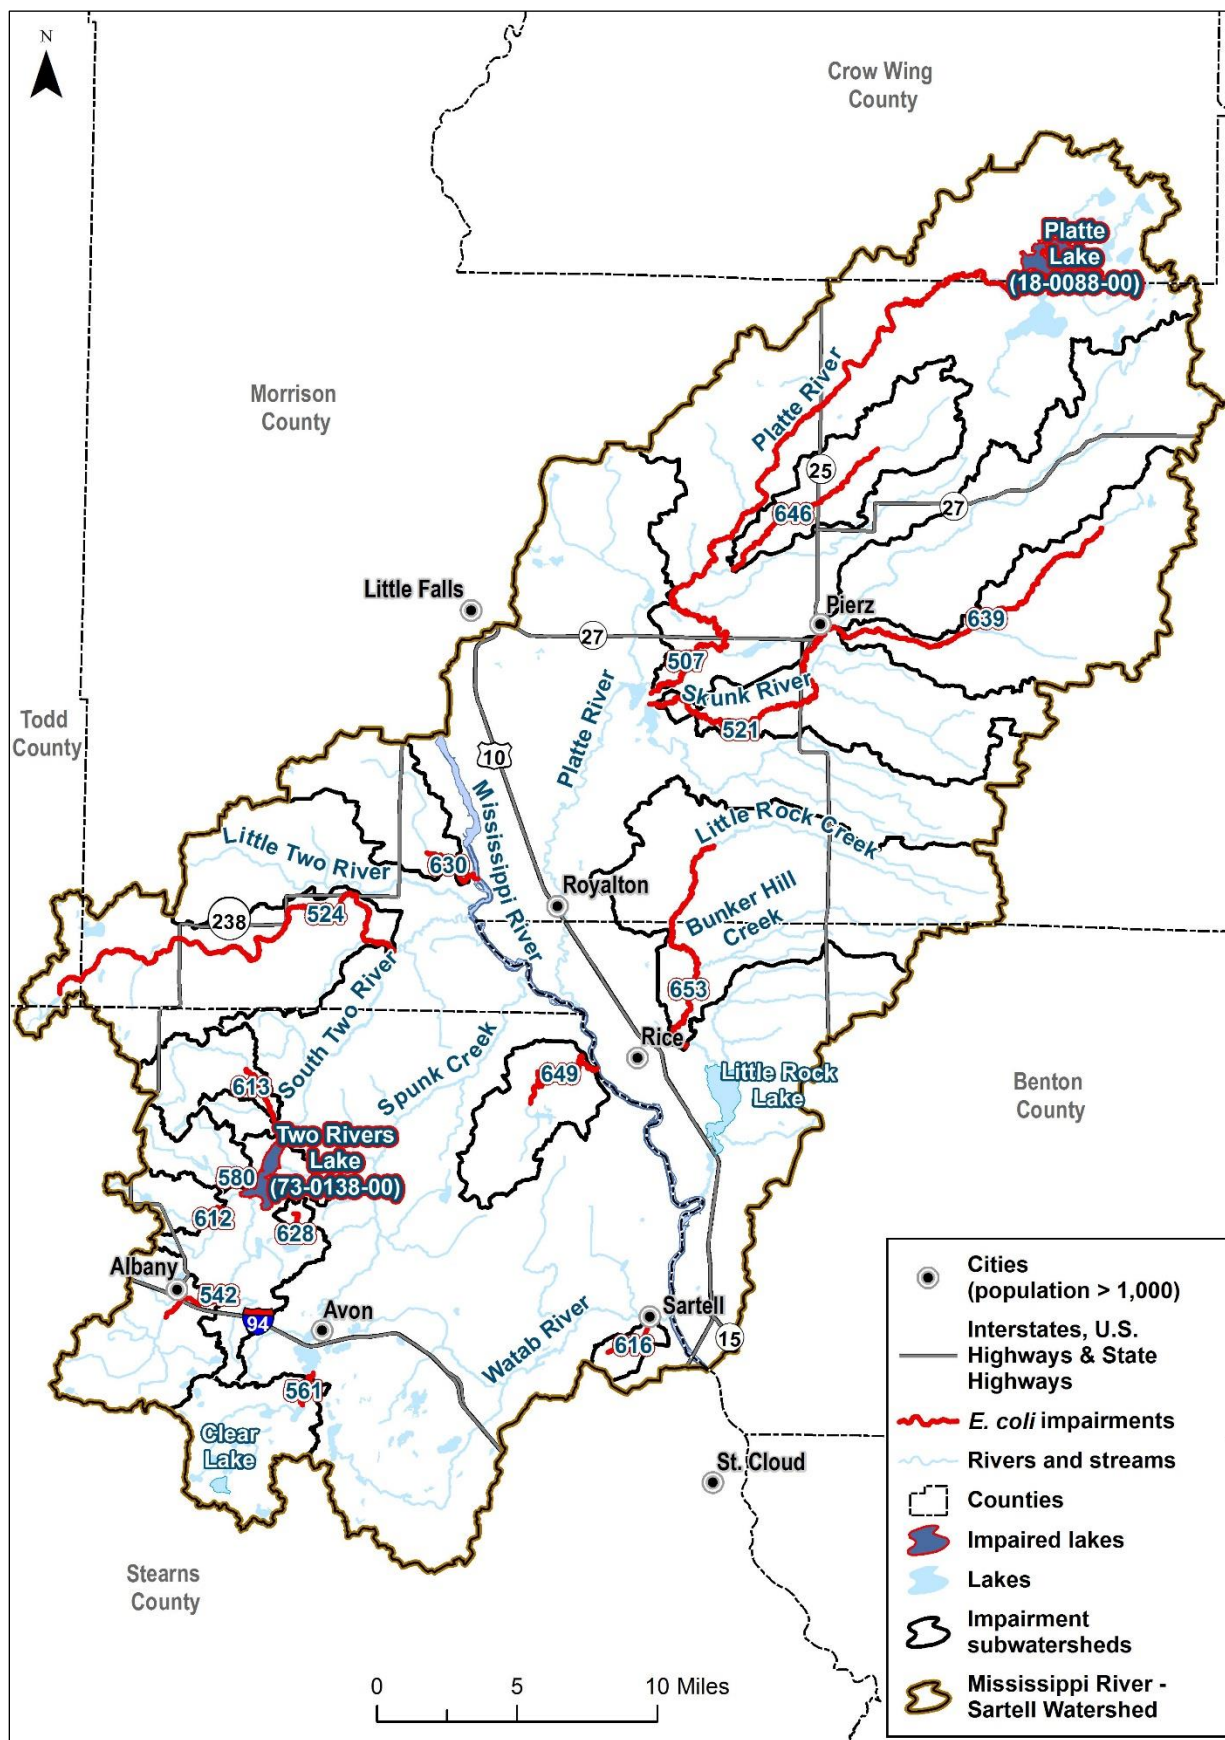 N
Crow Wing
County
Platte
Lake
(18-0088-00)
Platte River
Morrison
County
25
646
27
Little Falls
Pierz
639
27
507
Skunk River
521
Platte River
Todd
County
10
Mississippi River
Little Two River
630
Little Rock Creek
Royalton
Bunker Hill
Creek
238
524
653
South Two River
Spunk Creek
Rice
649
613
Little Rock
Lake
Benton
County
Two Rivers
Lake
(73-0138-00)
580
612
628
Albany
542
94
Avon
Watab River
Sartell
616
15
561
Clear
Lake
St. Cloud
Stearns
County
Cities
(population > 1,000)
Interstates, U.S.
Highways & State
Highways
E. coli impairments
Rivers and streams
Counties
Impaired lakes
Lakes
Impairment
subwatersheds
Mississippi River -
Sartell Watershed
0 5 10 Miles